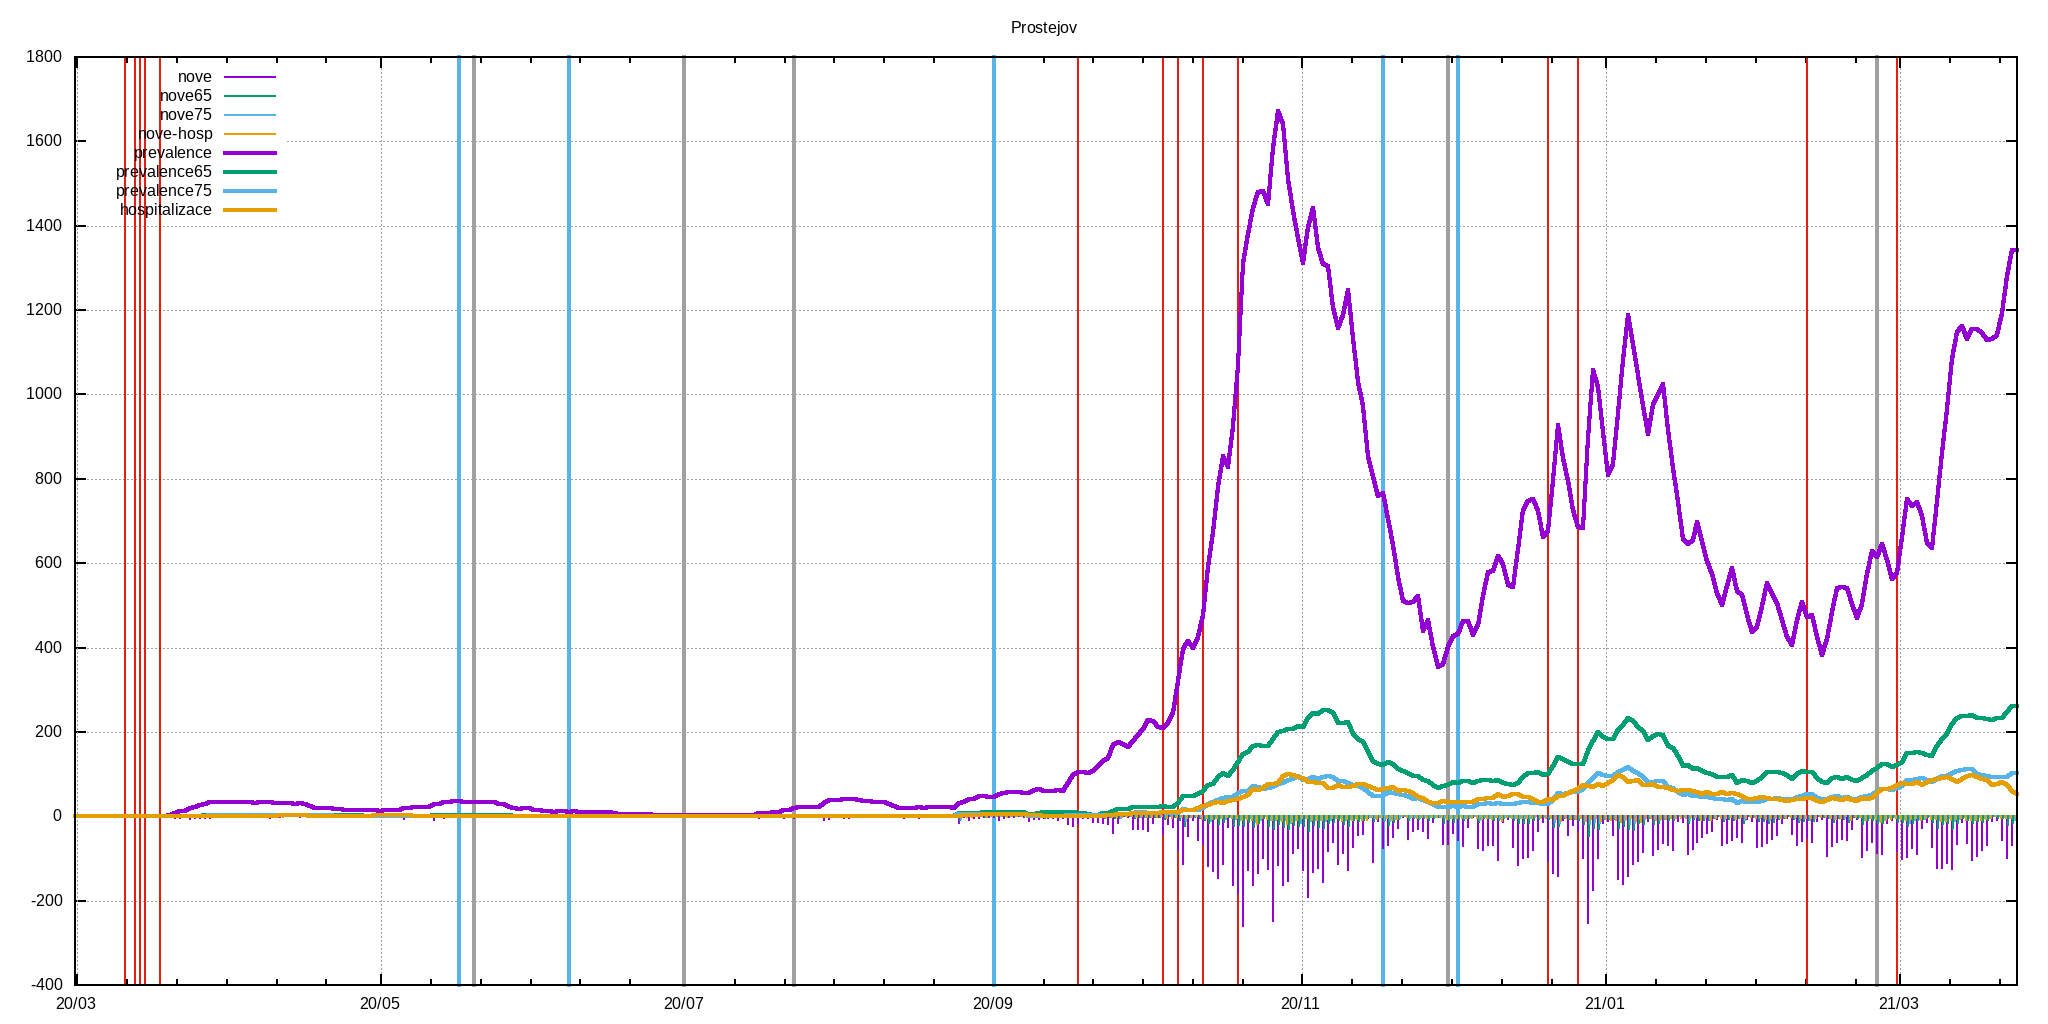 Prostejov
1800
1600
1400
1200
1000
800
600
400
200
0
-200
-400
nove
nove65
nove75
nove-hosp
prevalence
prevalence65
prevalence75
hospitalizace
20/03 20/05 20/07 20/09 20/11 21/01 21/03